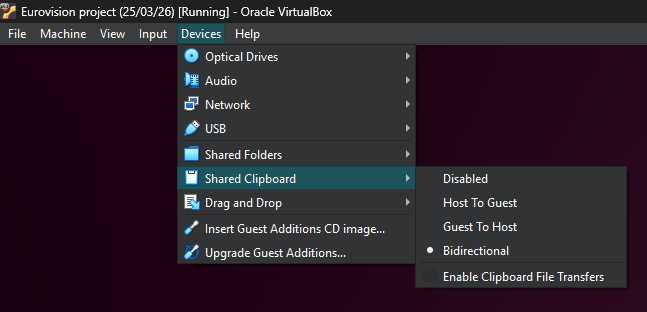 Eurovision project (25/03/26) [Running] - Oracle VirtualBox
File Machine View Input Devices Help
Optical Drives
Audio
Network
USB
Shared Folders
Shared Clipboard
Drag and Drop
Insert Guest Additions CD image...
Upgrade Guest Additions...
Disabled
Host To Guest
Guest To Host
Bidirectional
Enable Clipboard File Transfers